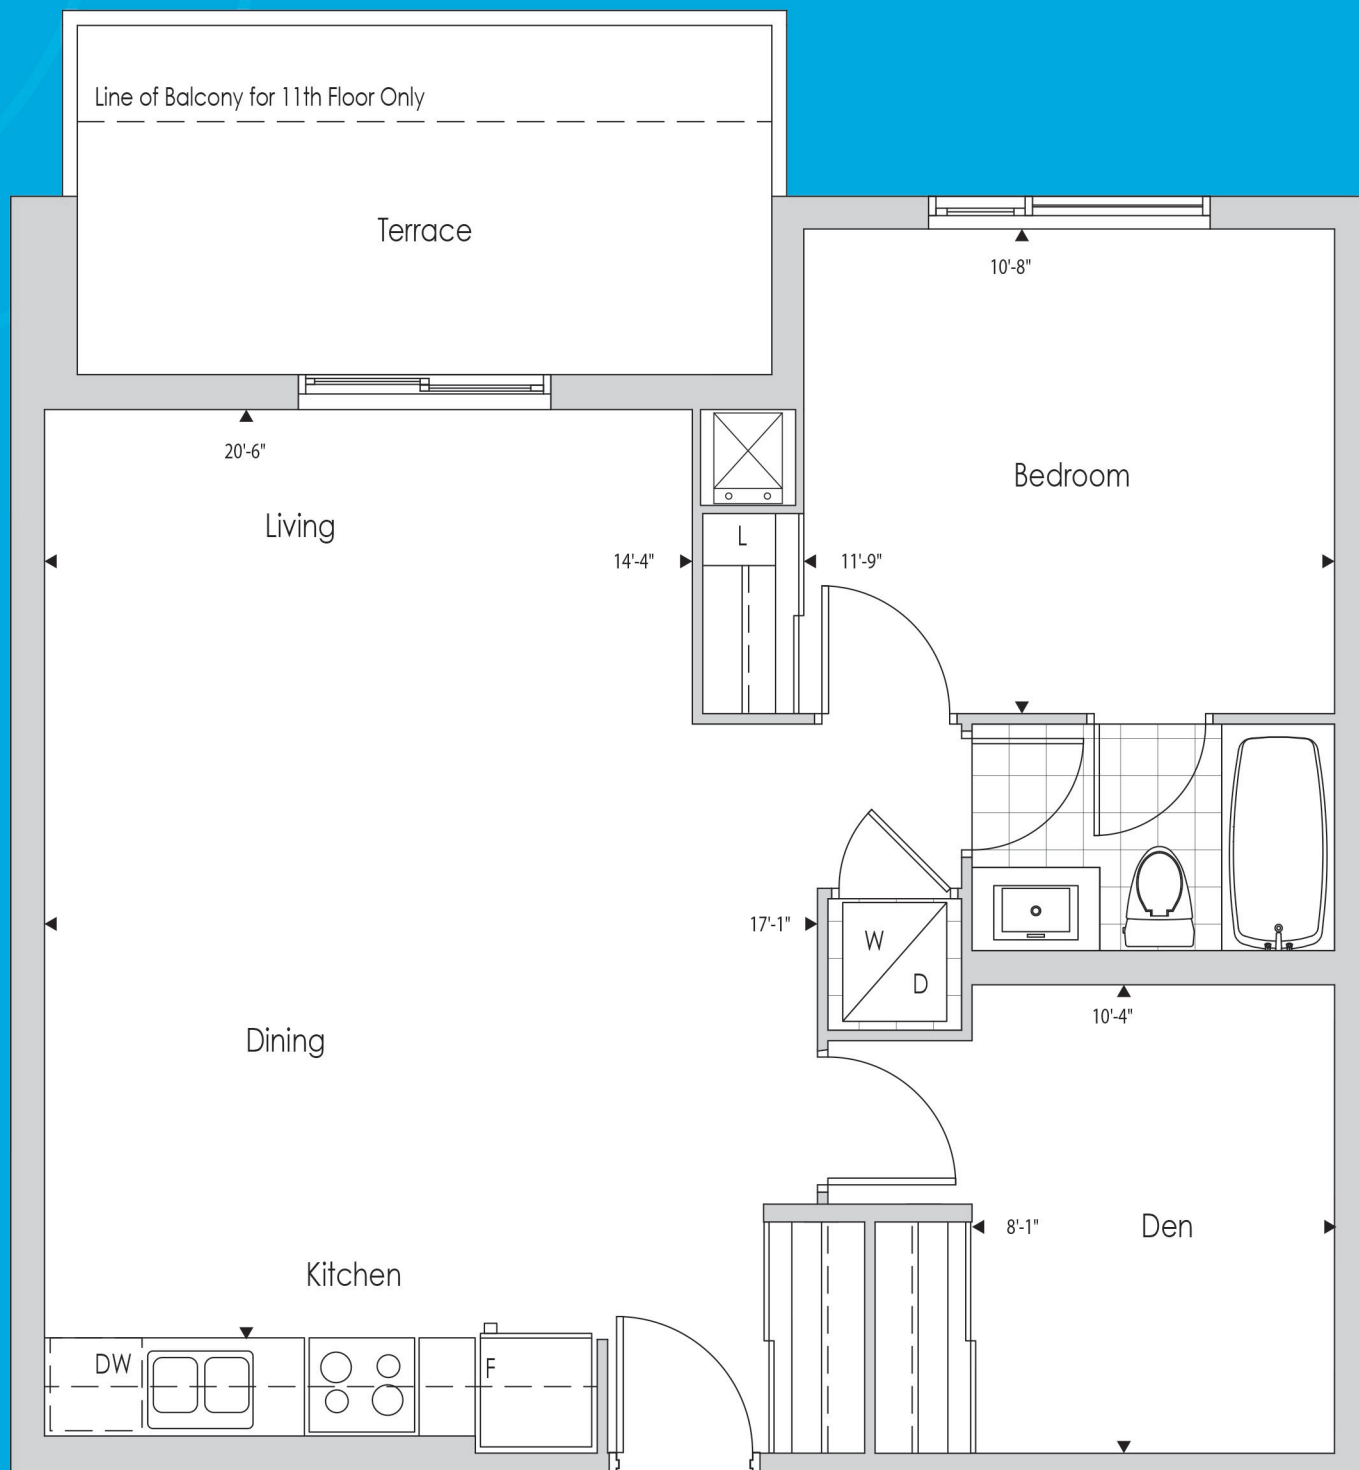 Line of Balcony for 11th Floor Only
Terrace
10'-8"
20'-6"
Bedroom
Living
L
14'-4"
11'-9"
17'-1"
W
D
10'-4"
Dining
8'-1"
Den
Kitchen
DW
F